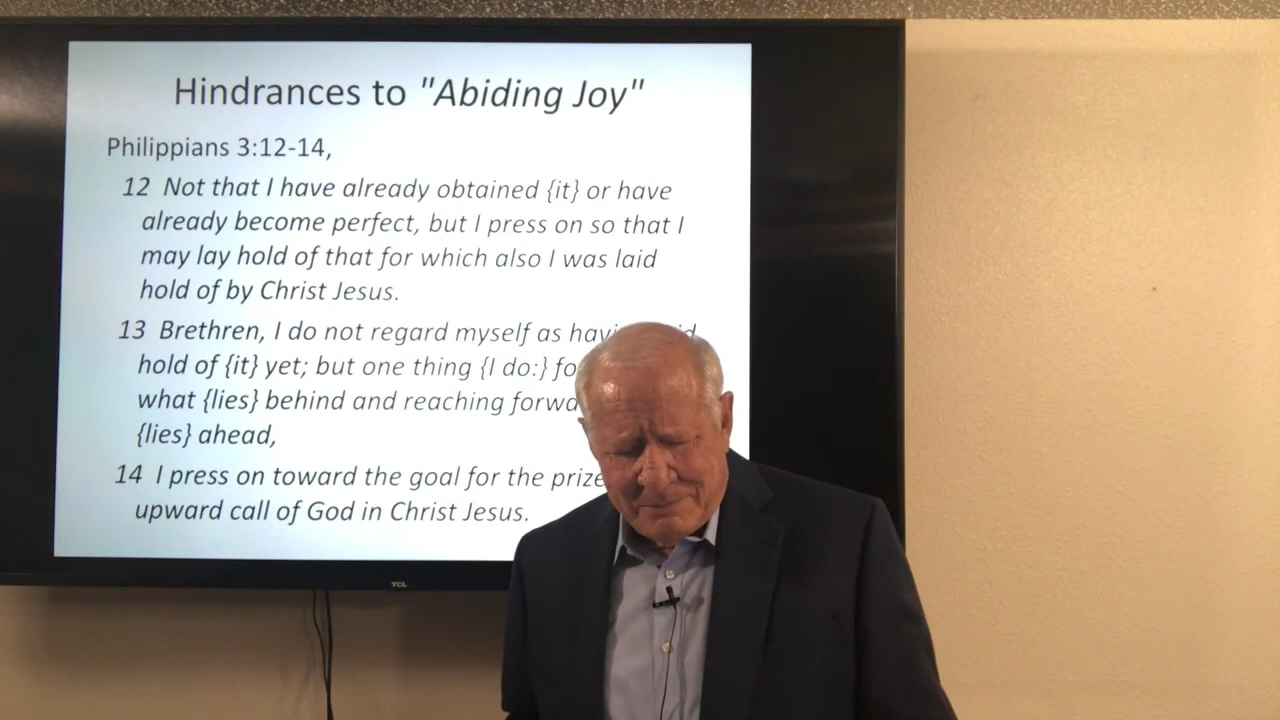 Hindrances to "Abiding Joy"
Philippians 3:12-14,
12 Not that I have already obtained {it} or have
already become perfect, but I press on so that I
may lay hold of that for which also I was laid
hold of by Christ Jesus.
13 Brethren, I do not regard myself as
hold of {it} yet; but one thing {I do:}
what {lies} behind and reaching
{lies} ahead,
14 I press on toward the goal for the prize
upward call of God in Christ Jesus.
TCL